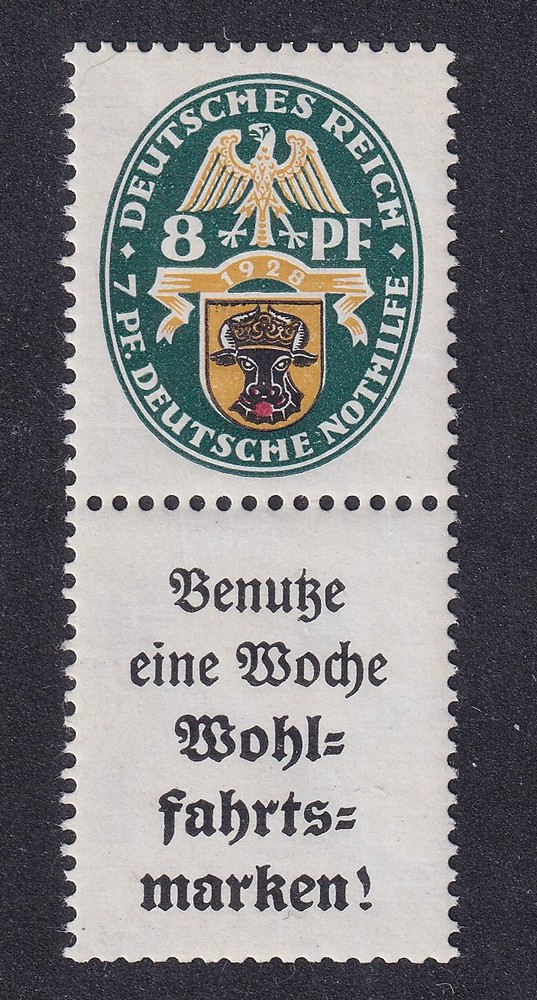 DEUTSCHES REICH
8 PF
1928
7 PF. DEUTSCHE NOTHILFE
Benutze
eine Woche
Wohl=
fahrts=
marken!